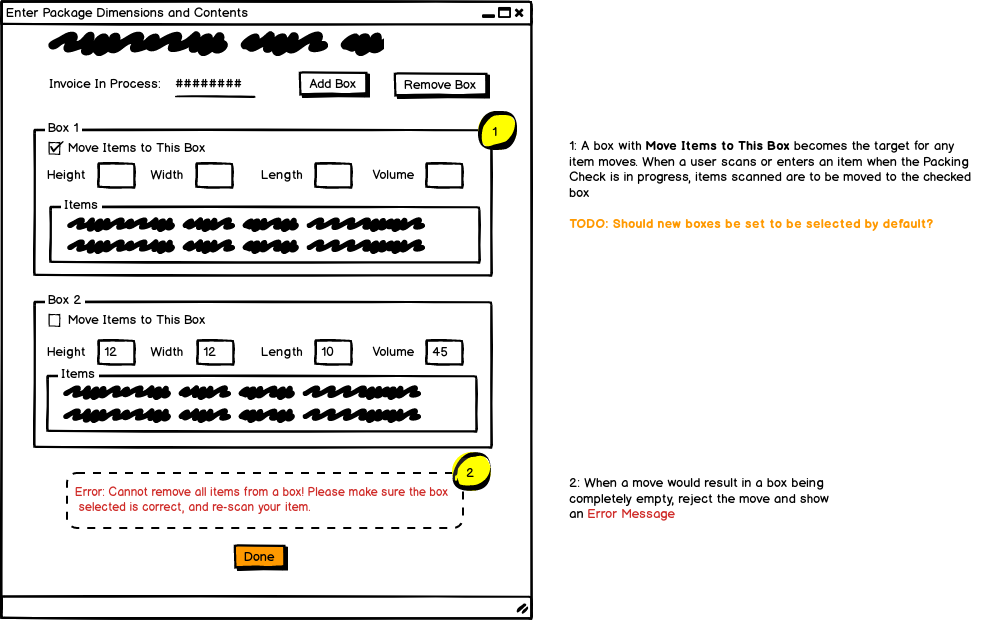 Enter Package Dimensions and Contents
Invoice In Process: ########
Add Box
Remove Box
Box 1
1
Move Items to This Box
Height Width Length Volume
Items
1: A box with Move Items to This Box becomes the target for any
item moves. When a user scans or enters an item when the Packing
Check is in progress, items scanned are to be moved to the checked
box
TODO: Should new boxes be set to be selected by default?
Box 2
Move Items to This Box
Height 12 Width 12 Length 10 Volume 45
Items
2
Error: Cannot remove all items from a box! Please make sure the box
selected is correct, and re-scan your item.
2: When a move would result in a box being
completely empty, reject the move and show
an Error Message
Done